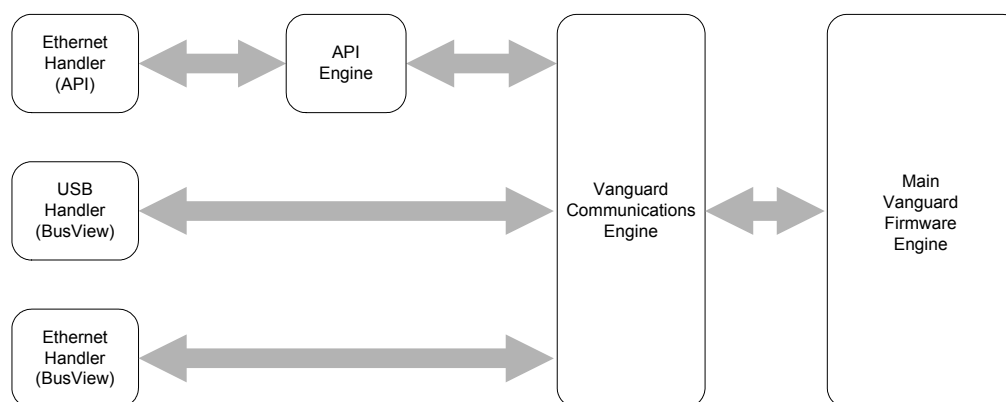 Ethernet
Handler
(API)
API
Engine
USB
Handler
(BusView)
Vanguard
Communications
Engine
Main
Vanguard
Firmware
Engine
Ethernet
Handler
(BusView)